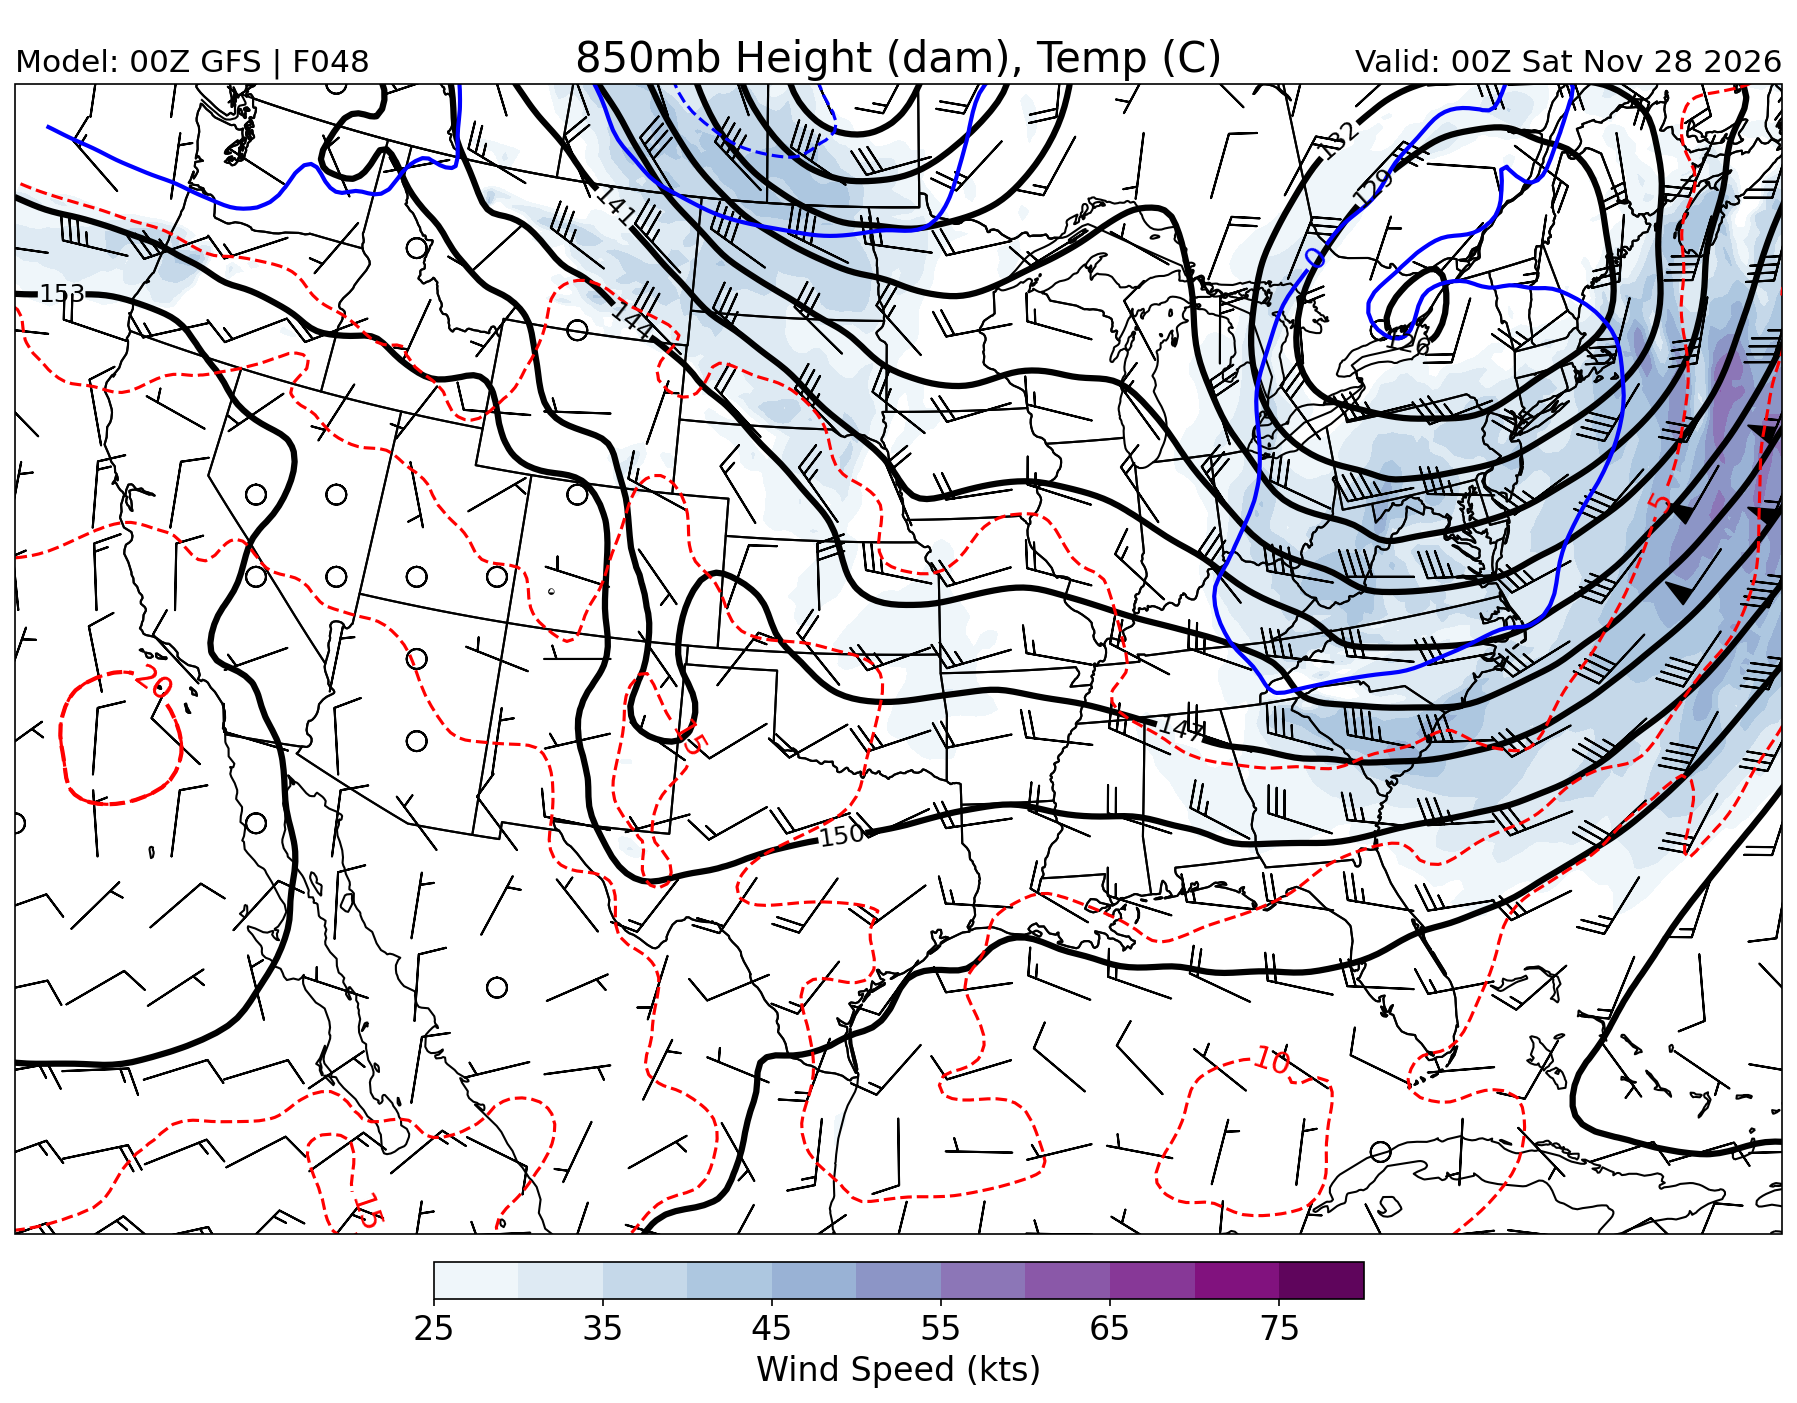 Model: 00Z GFS | F048
850mb Height (dam), Temp (C)
Valid: 00Z Sat Nov 28 2026
132
129
141
0
153
144
126
5
20
15
147
150
10
15
25 35 45 55 65 75
Wind Speed (kts)